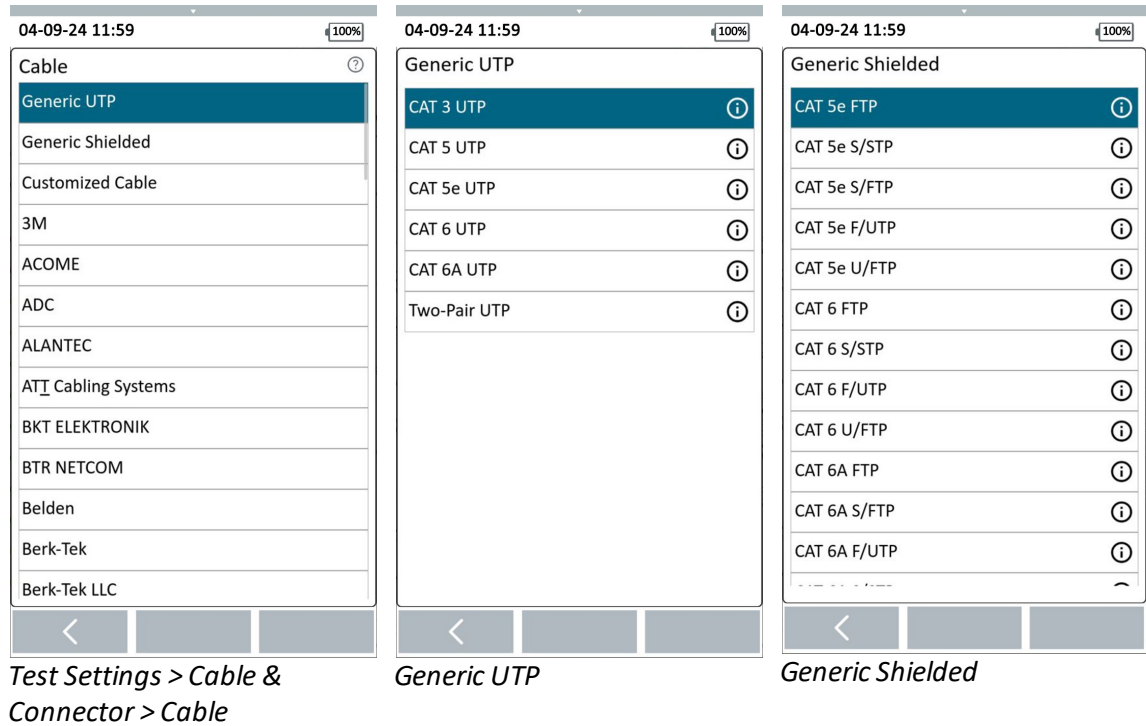 04-09-24 11:59
100%
Cable
Generic UTP
Generic Shielded
Customized Cable
3M
ACOME
ADC
ALANTEC
ATT Cabling Systems
BKT ELEKTRONIK
BTR NETCOM
Belden
Berk-Tek
Berk-Tek LLC
Test Settings > Cable &
Connector > Cable
04-09-24 11:59
100%
Generic UTP
CAT 3 UTP
CAT 5 UTP
CAT 5e UTP
CAT 6 UTP
CAT 6A UTP
Two-Pair UTP
Generic UTP
04-09-24 11:59
100%
Generic Shielded
CAT 5e FTP
CAT 5e S/STP
CAT 5e S/FTP
CAT 5e F/UTP
CAT 5e U/FTP
CAT 6 FTP
CAT 6 S/STP
CAT 6 F/UTP
CAT 6 U/FTP
CAT 6A FTP
CAT 6A S/FTP
CAT 6A F/UTP
Generic Shielded